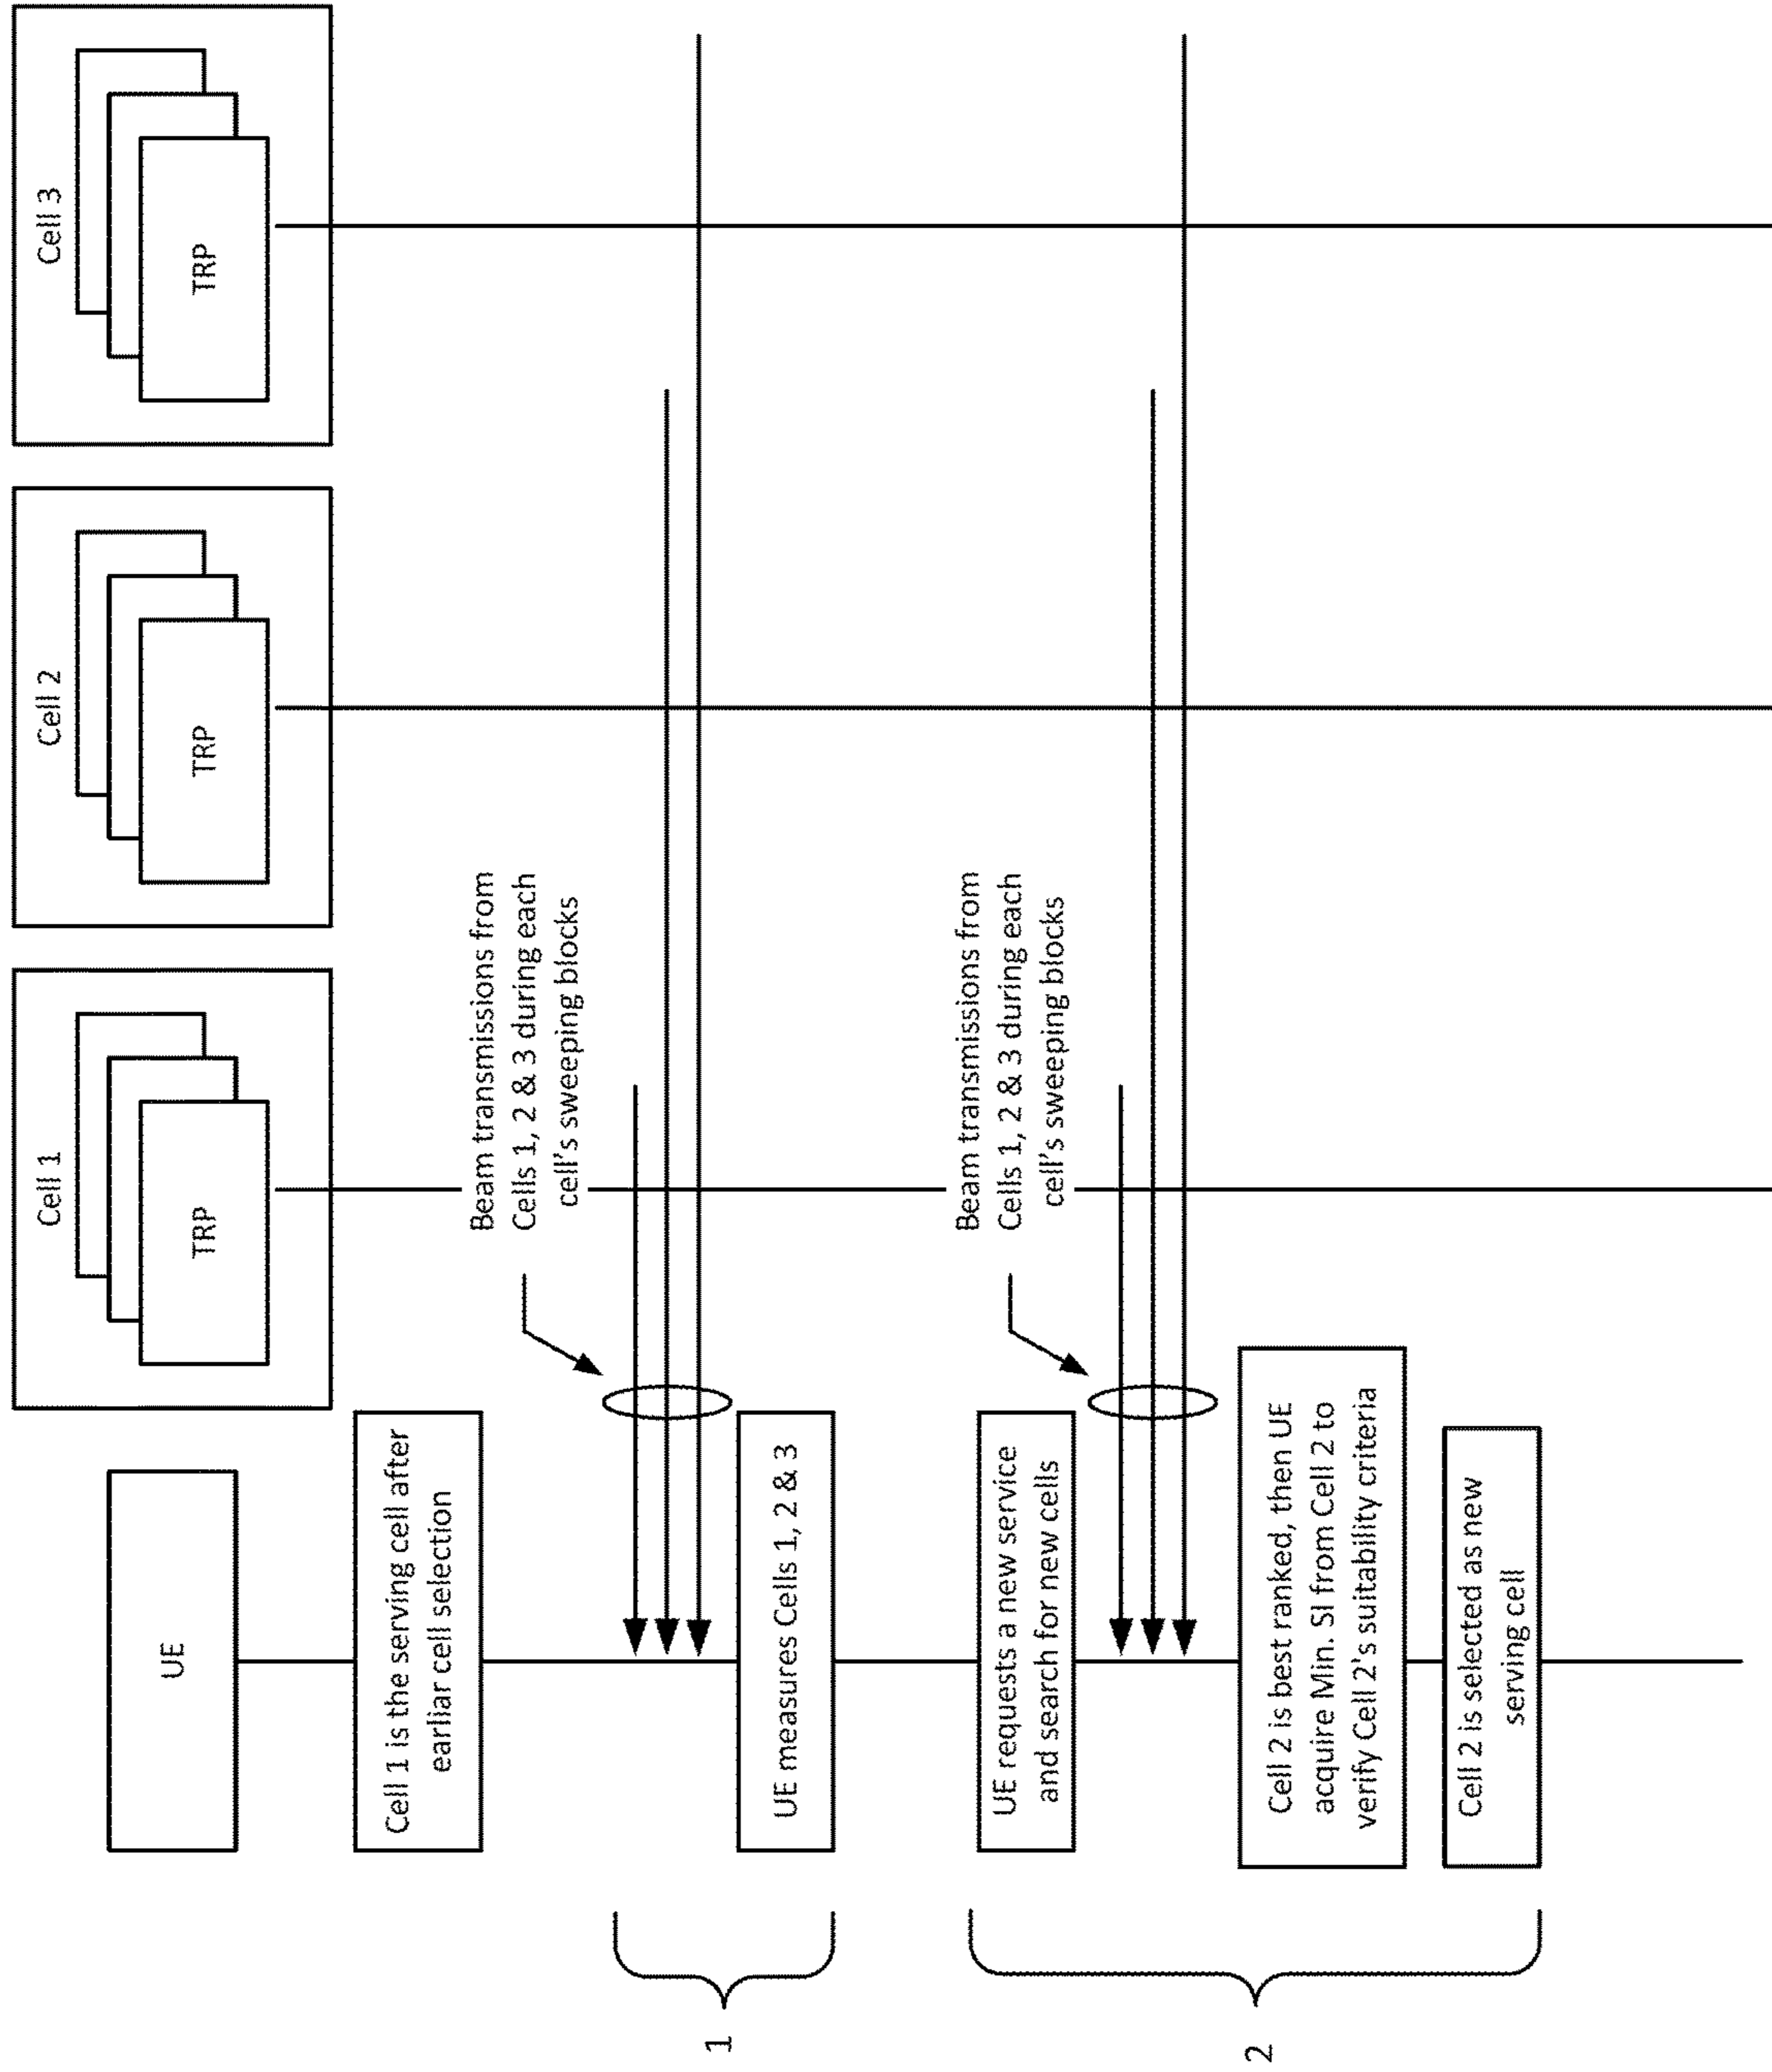 UE
Cell 1
TRP
Cell 2
TRP
Cell 3
TRP
Cell 1 is the serving cell after
earliar cell selection
Beam transmissions from
Cells 1, 2 & 3 during each
cell's sweeping blocks
1
UE measures Cells 1, 2 & 3
UE requests a new service
and search for new cells
Beam transmissions from
Cells 1, 2 & 3 during each
cell's sweeping blocks
2
Cell 2 is best ranked, then UE
acquire Min. SI from Cell 2 to
verify Cell 2's suitability criteria
Cell 2 is selected as new
serving cell